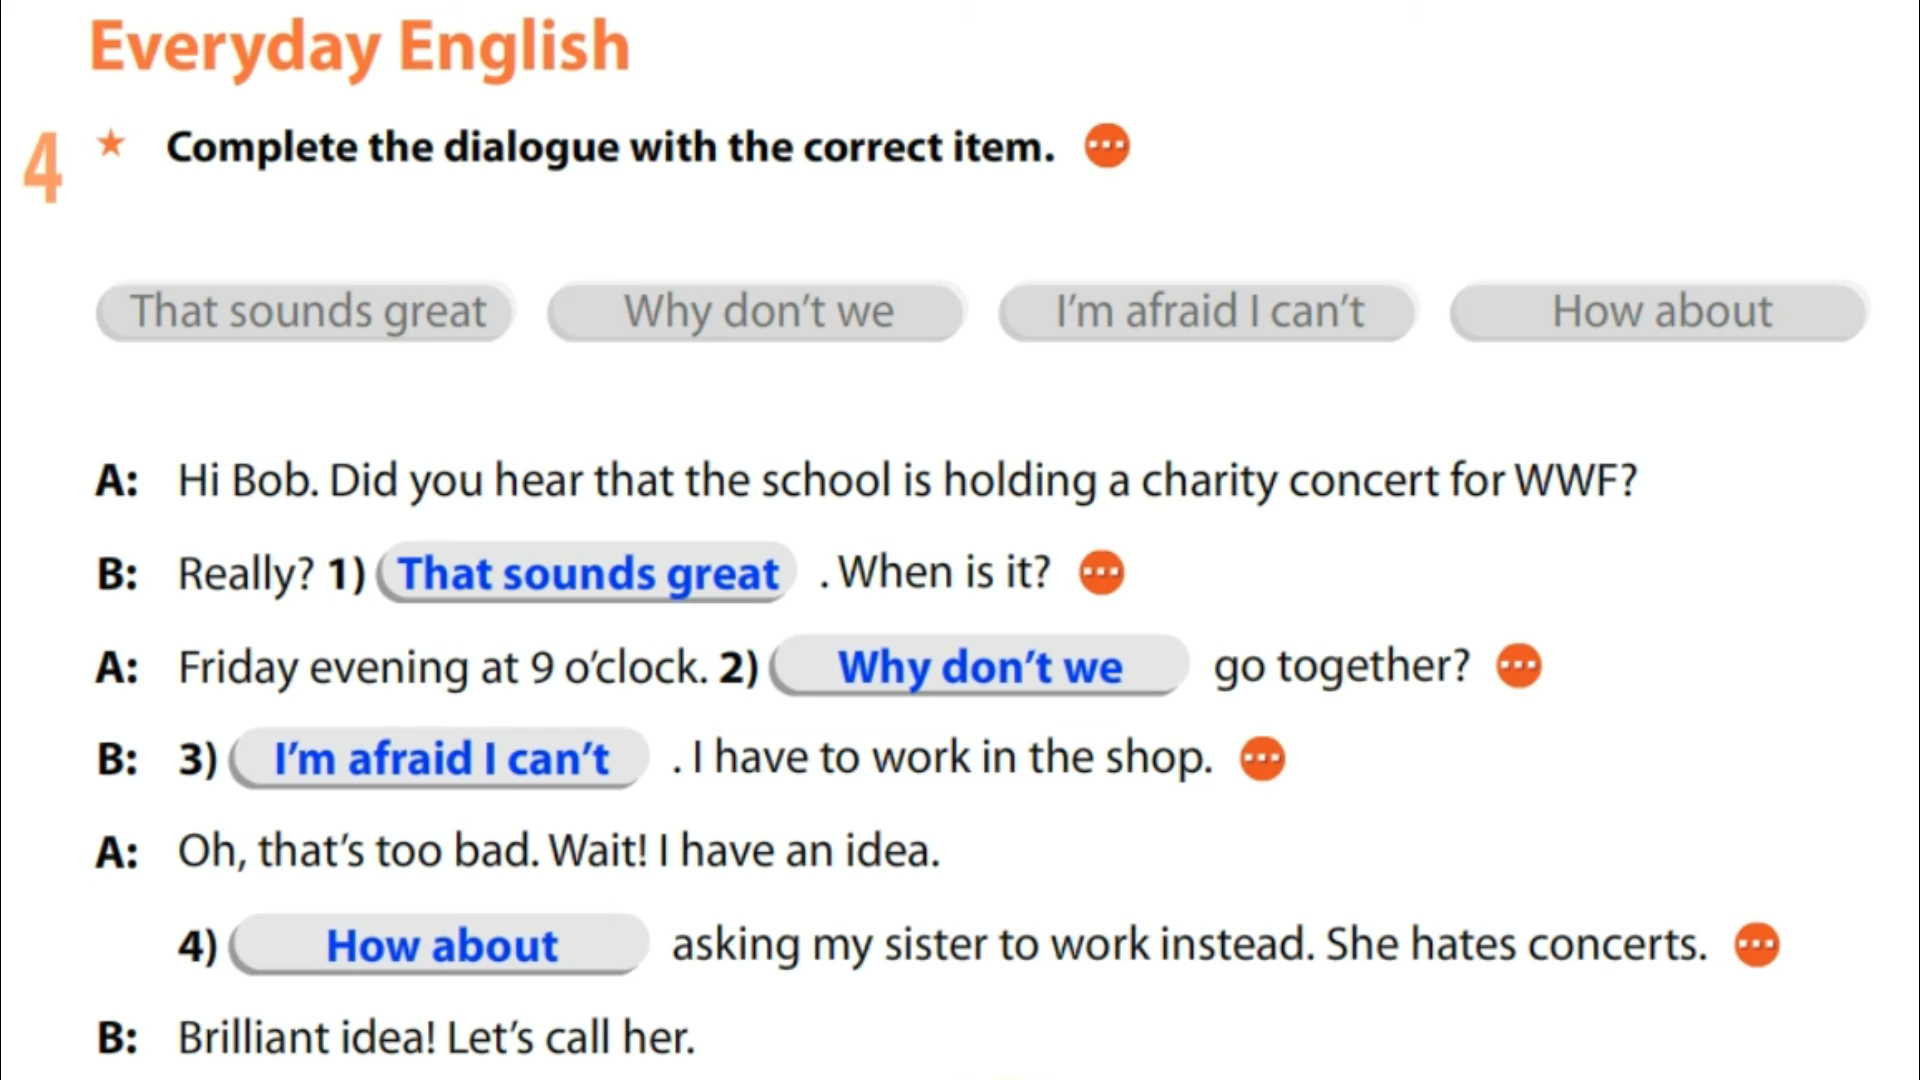 Everyday English
4 ★ Complete the dialogue with the correct item.
That sounds great Why don’t we I’m afraid I can’t How about
A: Hi Bob. Did you hear that the school is holding a charity concert for WWF?
B: Really? 1) That sounds great . When is it?
A: Friday evening at 9 o’clock. 2) Why don’t we go together?
B: 3) I’m afraid I can’t . I have to work in the shop.
A: Oh, that’s too bad. Wait! I have an idea.
4) How about asking my sister to work instead. She hates concerts.
B: Brilliant idea! Let’s call her.